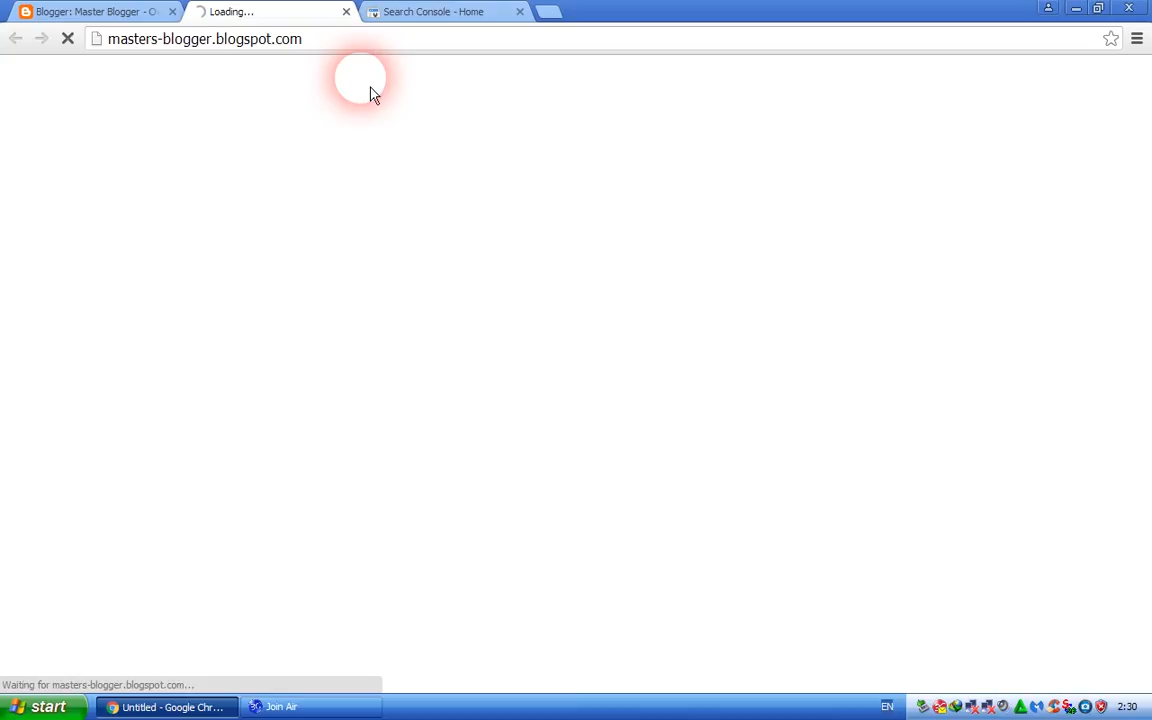 Blogger: Master Blogger - O
Loading...
Search Console - Home
masters-blogger.blogspot.com
Waiting for masters-blogger.blogspot.com...
start
Untitled - Google Chr...
Join Air
EN
2:30